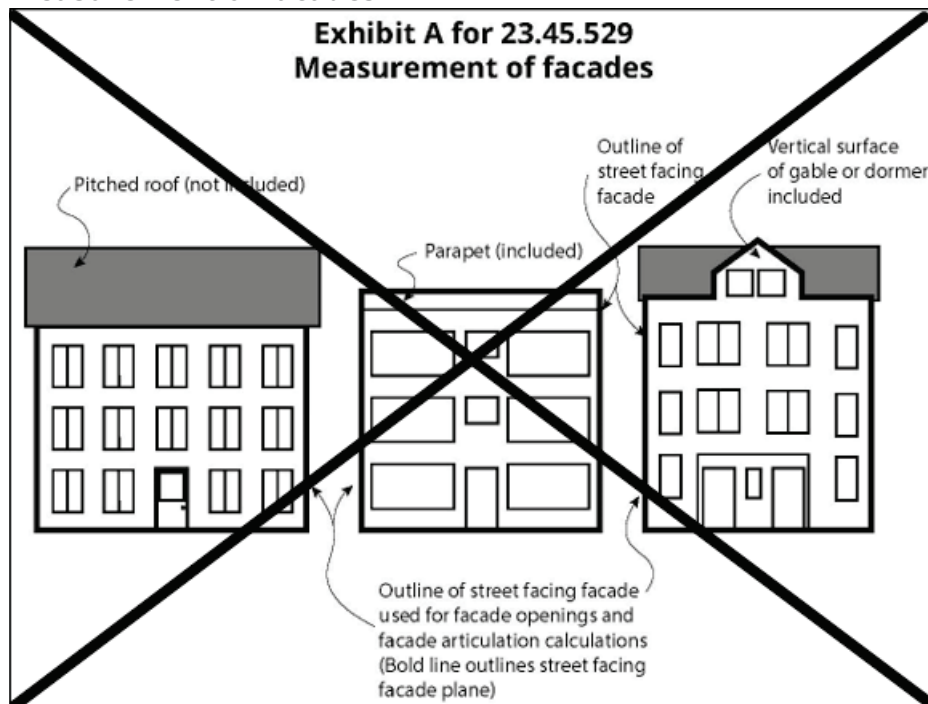 Exhibit A for 23.45.529
Measurement of facades
Pitched roof (not included)
Parapet (included)
Outline of
street facing
facade
Vertical surface
of gable or dormer
included
Outline of street facing facade
used for facade openings and
facade articulation calculations
(Bold line outlines street facing
facade plane)